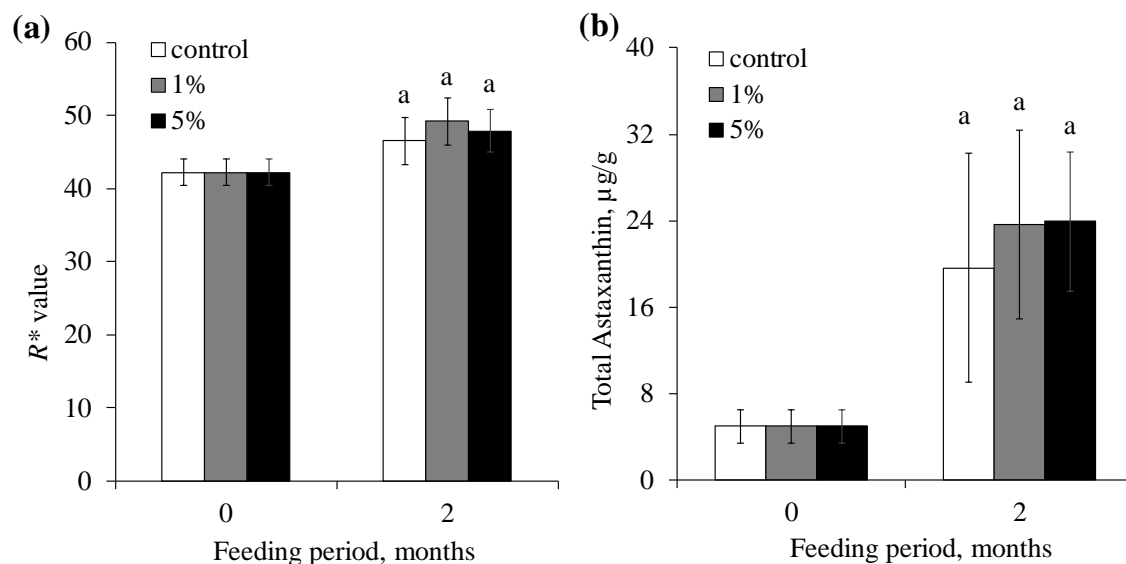 (a)
60
50
40
30
20
10
0
R* value
control
1%
5%
a a a
0 2
Feeding period, months
(b)
40
32
24
16
8
0
Total Astaxanthin, µg/g
control
1%
5%
a a a
0 2
Feeding period, months